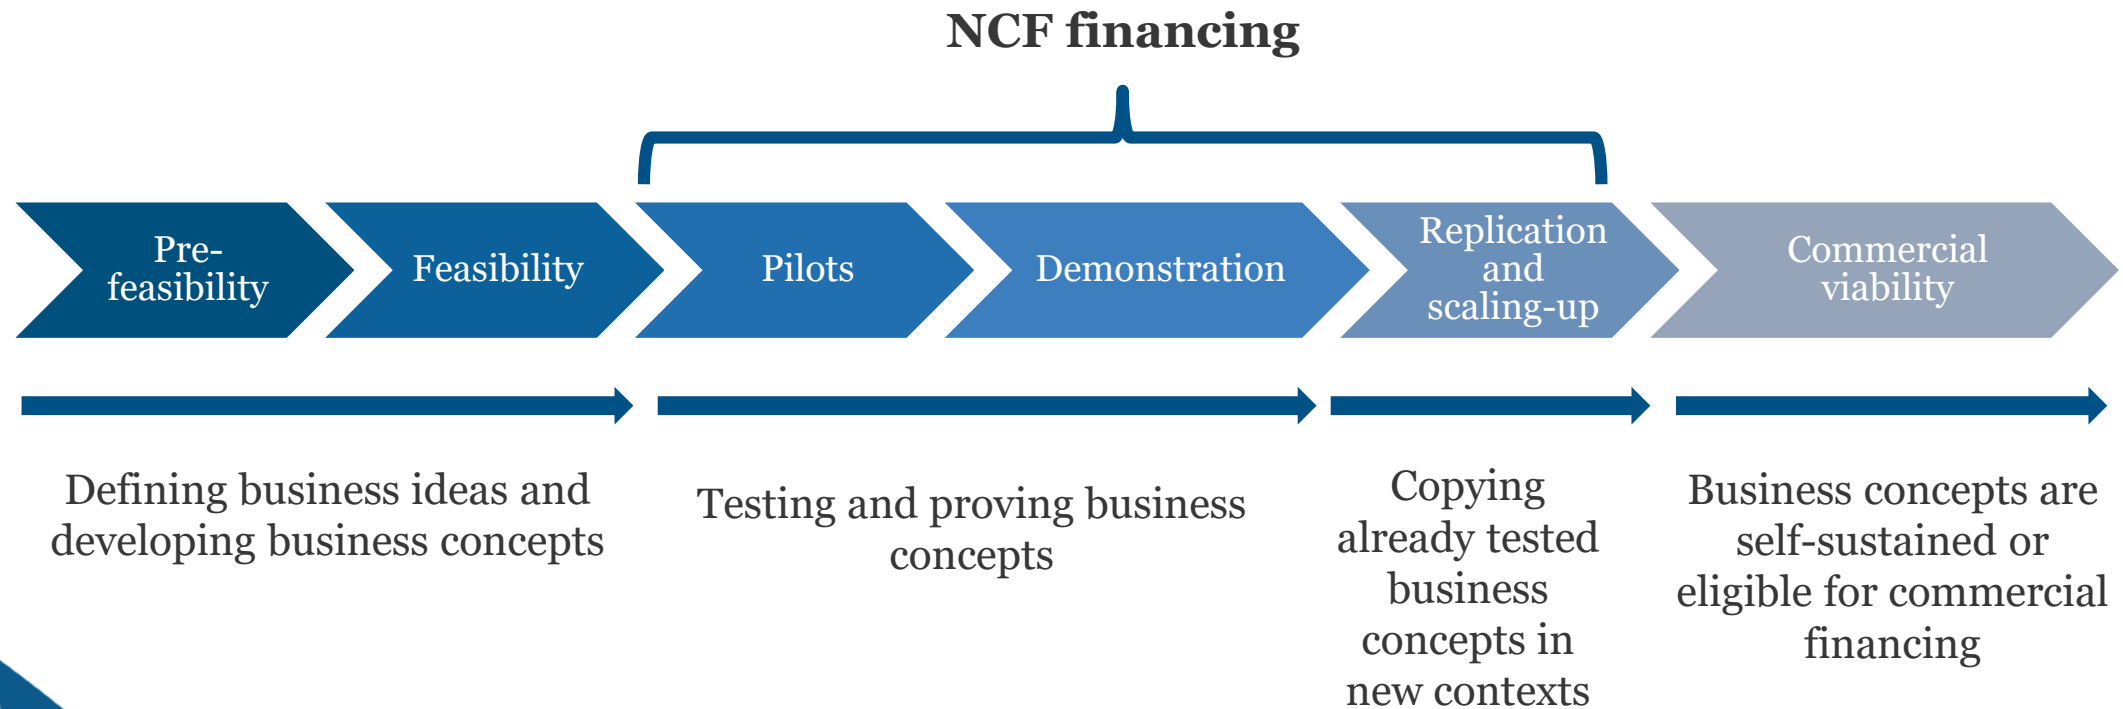 NCF financing
Pre-
feasibility
Feasibility
Pilots
Demonstration
Replication
and
scaling-up
Commercial
viability
Defining business ideas and
developing business concepts
Testing and proving business
concepts
Copying
already tested
business
concepts in
new contexts
Business concepts are
self-sustained or
eligible for commercial
financing